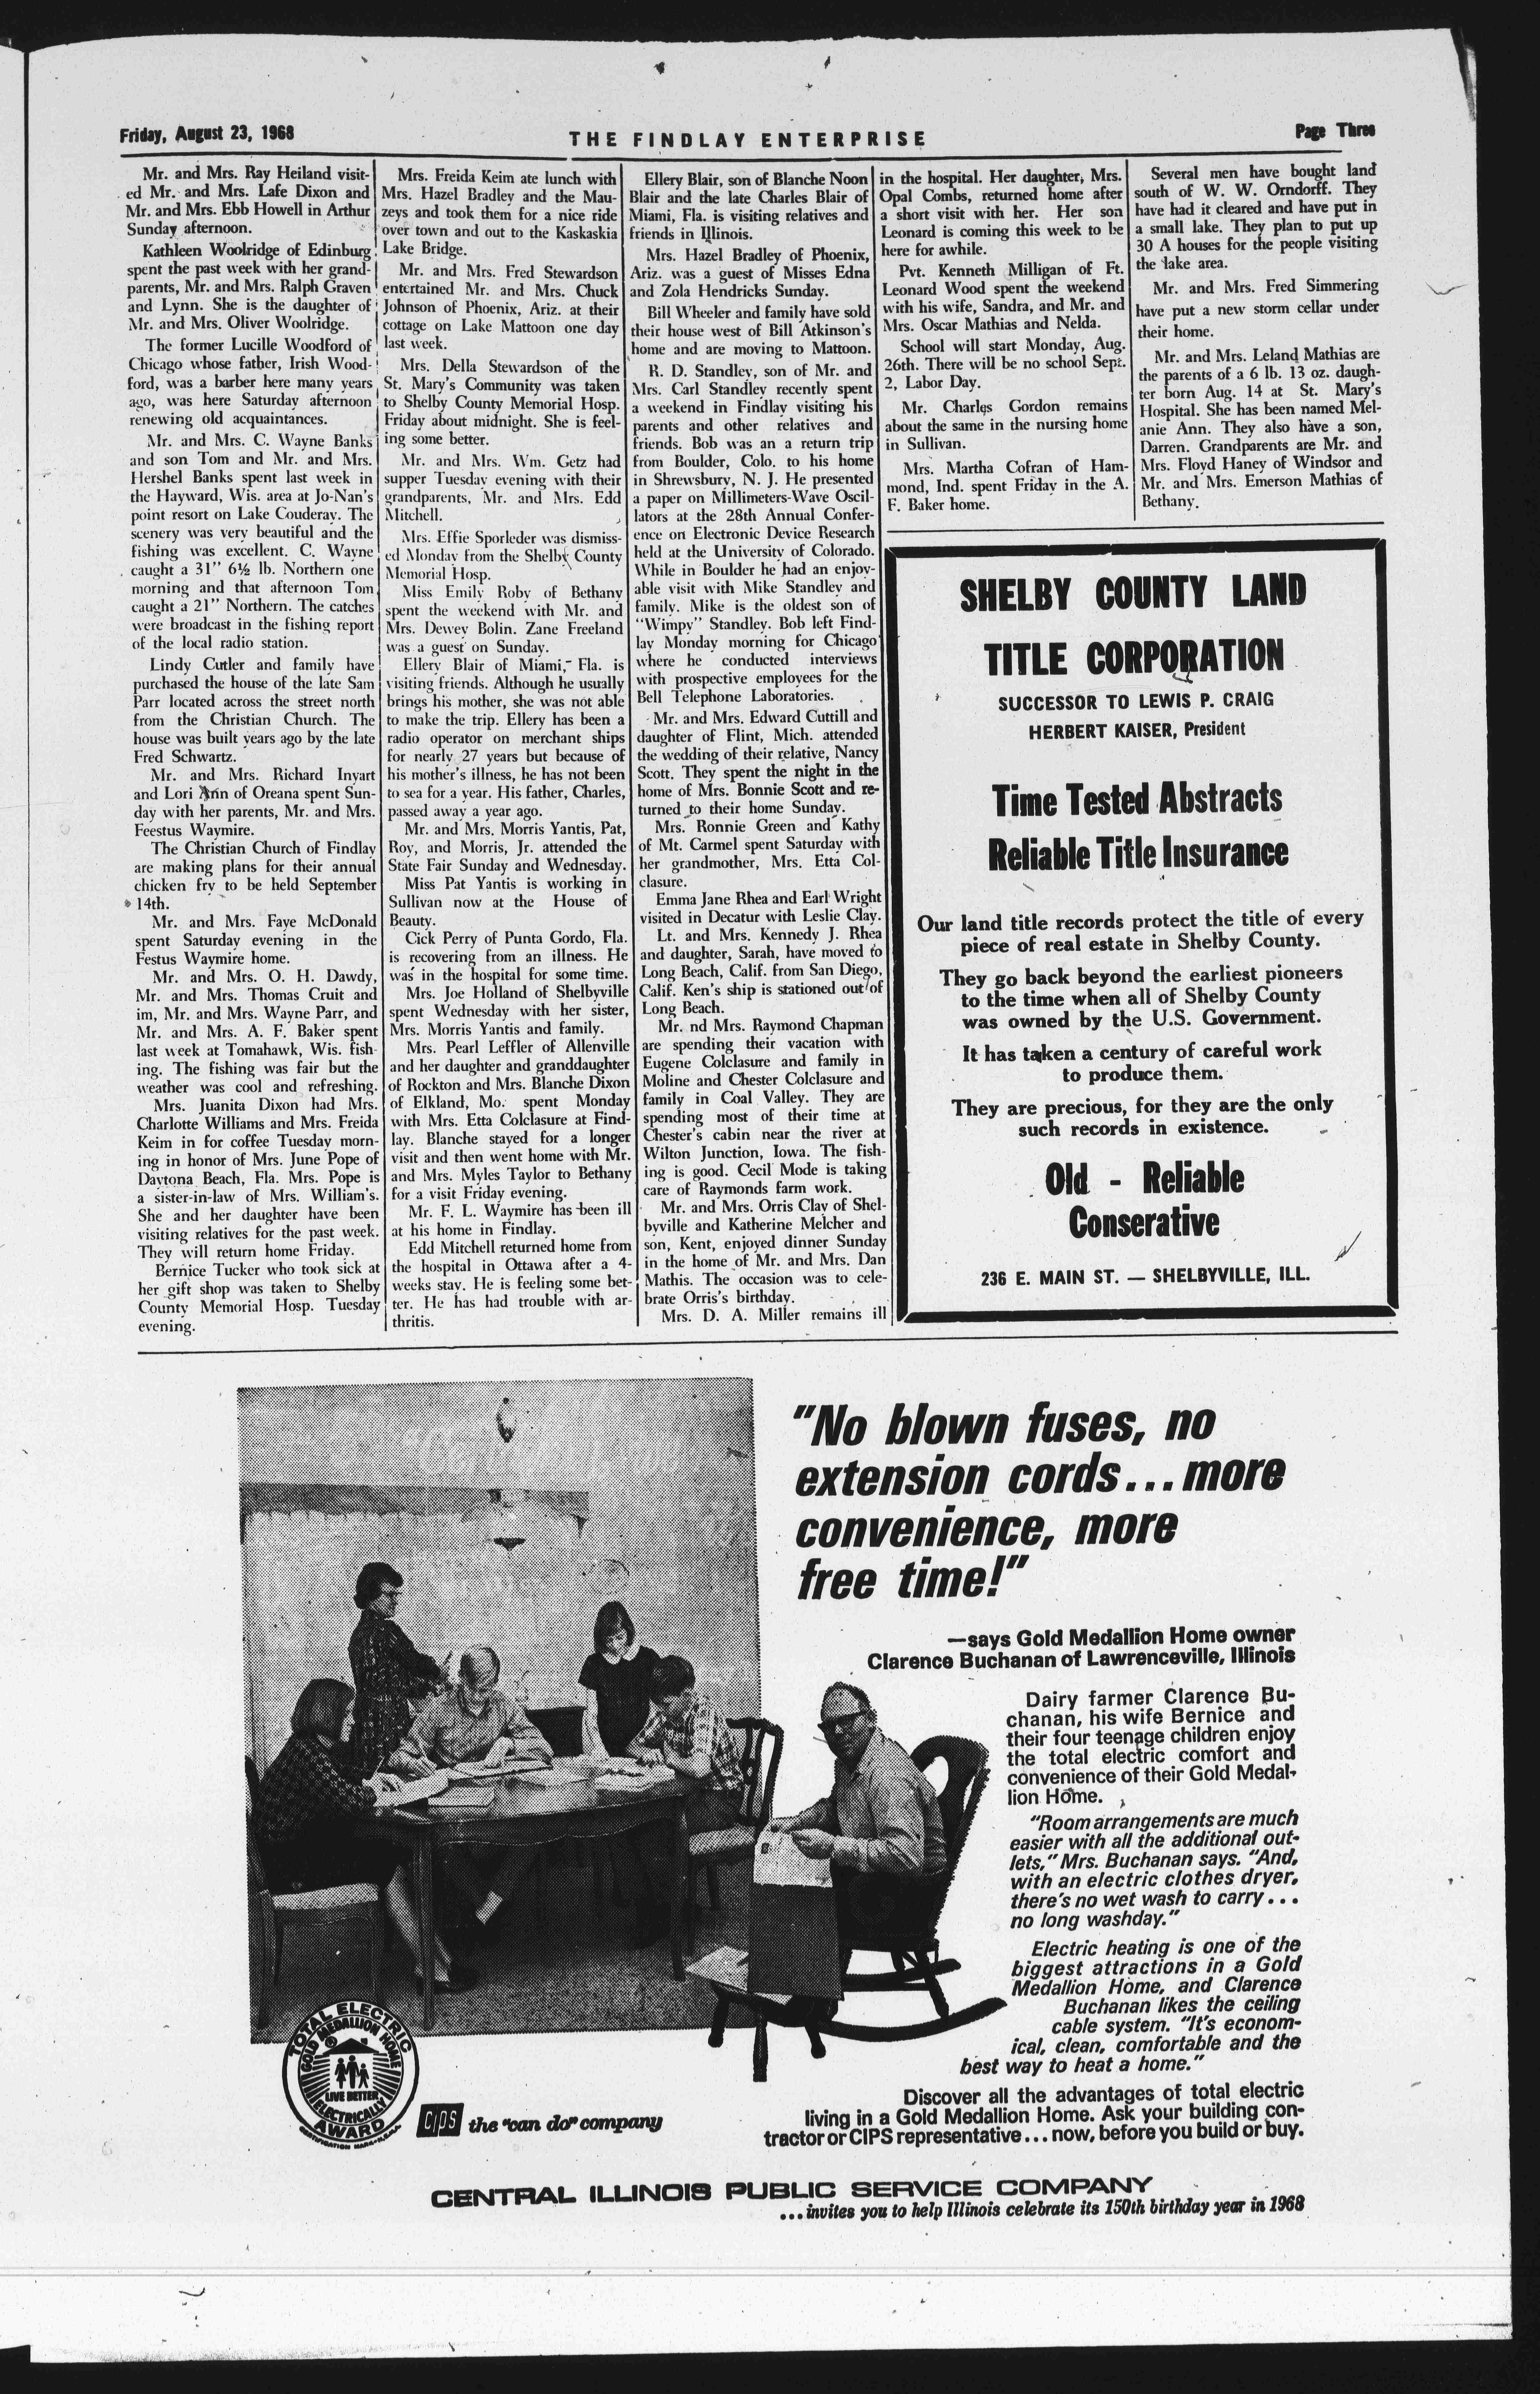 Friday, August 23, 1968
THE FINDLAY ENTERPRISE
Page Three
Mr. and Mrs. Ray Heiland visit-
ed Mr. and Mrs. Lafe Dixon and
Mr. and Mrs. Ebb Howell in Arthur
Sunday afternoon.
Kathleen Woolridge of Edinburg
spent the past week with her grand-
parents, Mr. and Mrs. Ralph Graven
and Lynn. She is the daughter of
Mr. and Mrs. Oliver Woolridge.
The former Lucille Woodford of
Chicago whose father, Irish Wood-
ford, was a barber here many years
ago, was here Saturday afternoon
renewing old acquaintances.
Mr. and Mrs. C. Wayne Banks
and son Tom and Mr. and Mrs.
Hershel Banks spent last week in
the Hayward, Wis. area at Jo-Nan's
point resort on Lake Couderay. The
scenery was very beautiful and the
fishing was excellent. C. Wayne
caught a 31" 6½ lb. Northern one
morning and that afternoon Tom
caught a 21" Northern. The catches
were broadcast in the fishing report
of the local radio station.
Lindy Cutler and family have
purchased the house of the late Sam
Parr located across the street north
from the Christian Church. The
house was built years ago by the late
Fred Schwartz.
Mr. and Mrs. Richard Inyart
and Lori Ann of Oreana spent Sun-
day with her parents, Mr. and Mrs.
Feestus Waymire.
The Christian Church of Findlay
are making plans for their annual
chicken fry to be held September
14th.
Mr. and Mrs. Faye McDonald
spent Saturday evening in the
Festus Waymire home.
Mr. and Mrs. O. H. Dawdy,
Mr. and Mrs. Thomas Cruit and
im, Mr. and Mrs. Wayne Parr, and
Mr. and Mrs. A. F. Baker spent
last week at Tomahawk, Wis. fish-
ing. The fishing was fair but the
weather was cool and refreshing.
Mrs. Juanita Dixon had Mrs.
Charlotte Williams and Mrs. Freida
Keim in for coffee Tuesday morn-
ing in honor of Mrs. June Pope of
Daytona Beach, Fla. Mrs. Pope is
a sister-in-law of Mrs. William's.
She and her daughter have been
visiting relatives for the past week.
They will return home Friday.
Bernice Tucker who took sick at
her gift shop was taken to Shelby
County Memorial Hosp. Tuesday
evening.
Mrs. Freida Keim ate lunch with
Mrs. Hazel Bradley and the Mau-
zeys and took them for a nice ride
over town and out to the Kaskaskia
Lake Bridge.
Mr. and Mrs. Fred Stewardson
entertained Mr. and Mrs. Chuck
Johnson of Phoenix, Ariz. at their
cottage on Lake Mattoon one day
last week.
Mrs. Della Stewardson of the
St. Mary's Community was taken
to Shelby County Memorial Hosp.
Friday about midnight. She is feel-
ing some better.
Mr. and Mrs. Wm. Getz had
supper Tuesday evening with their
grandparents, Mr. and Mrs. Edd
Mitchell.
Mrs. Effie Sporleder was dismiss-
ed Monday from the Shelby County
Memorial Hosp.
Miss Emily Roby of Bethany
spent the weekend with Mr. and
Mrs. Dewey Bolin. Zane Freeland
was a guest on Sunday.
Ellery Blair of Miami, Fla. is
visiting friends. Although he usually
brings his mother, she was not able
to make the trip. Ellery has been a
radio operator on merchant ships
for nearly 27 years but because of
his mother's illness, he has not been
to sea for a year. His father, Charles,
passed away a year ago.
Mr. and Mrs. Morris Yantis, Pat,
Roy, and Morris, Jr. attended the
State Fair Sunday and Wednesday.
Miss Pat Yantis is working in
Sullivan now at the House of
Beauty.
Cick Perry of Punta Gordo, Fla.
is recovering from an illness. He
was in the hospital for some time.
Mrs. Joe Holland of Shelbyville
spent Wednesday with her sister,
Mrs. Morris Yantis and family.
Mrs. Pearl Leffler of Allenville
and her daughter and granddaughter
of Rockton and Mrs. Blanche Dixon
of Elkland, Mo. spent Monday
with Mrs. Etta Colclasure at Find-
lay. Blanche stayed for a longer
visit and then went home with Mr.
and Mrs. Myles Taylor to Bethany
for a visit Friday evening.
Mr. F. L. Waymire has been ill
at his home in Findlay.
Edd Mitchell returned home from
the hospital in Ottawa after a 4-
weeks stay. He is feeling some bet-
ter. He has had trouble with ar-
thritis.
Ellery Blair, son of Blanche Noon
Blair and the late Charles Blair of
Miami, Fla. is visiting relatives and
friends in Illinois.
Mrs. Hazel Bradley of Phoenix,
Ariz. was a guest of Misses Edna
and Zola Hendricks Sunday.
Bill Wheeler and family have sold
their house west of Bill Atkinson's
home and are moving to Mattoon.
R. D. Standley, son of Mr. and
Mrs. Carl Standley recently spent
a weekend in Findlay visiting his
parents and other relatives and
friends. Bob was an a return trip
from Boulder, Colo. to his home
in Shrewsbury, N. J. He presented
a paper on Millimeters-Wave Oscil-
lators at the 28th Annual Confer-
ence on Electronic Device Research
held at the University of Colorado.
While in Boulder he had an enjoy-
able visit with Mike Standley and
family. Mike is the oldest son of
"Wimpy" Standley. Bob left Find-
lay Monday morning for Chicago
where he conducted interviews
with prospective employees for the
Bell Telephone Laboratories.
Mr. and Mrs. Edward Cuttill and
daughter of Flint, Mich. attended
the wedding of their relative, Nancy
Scott. They spent the night in the
home of Mrs. Bonnie Scott and re-
turned to their home Sunday.
Mrs. Ronnie Green and Kathy
of Mt. Carmel spent Saturday with
her grandmother, Mrs. Etta Col-
clasure.
Emma Jane Rhea and Earl Wright
visited in Decatur with Leslie Clay.
Lt. and Mrs. Kennedy J. Rhea
and daughter, Sarah, have moved to
Long Beach, Calif. from San Diego,
Calif. Ken's ship is stationed out of
Long Beach.
Mr. nd Mrs. Raymond Chapman
are spending their vacation with
Eugene Colclasure and family in
Moline and Chester Colclasure and
family in Coal Valley. They are
spending most of their time at
Chester's cabin near the river at
Wilton Junction, Iowa. The fish-
ing is good. Cecil Mode is taking
care of Raymonds farm work.
Mr. and Mrs. Orris Clay of Shel-
byville and Katherine Melcher and
son, Kent, enjoyed dinner Sunday
in the home of Mr. and Mrs. Dan
Mathis. The occasion was to cele-
brate Orris's birthday.
Mrs. D. A. Miller remains ill
in the hospital. Her daughter, Mrs.
Opal Combs, returned home after
a short visit with her. Her son
Leonard is coming this week to be
here for awhile.
Pvt. Kenneth Milligan of Ft.
Leonard Wood spent the weekend
with his wife, Sandra, and Mr. and
Mrs. Oscar Mathias and Nelda.
School will start Monday, Aug.
26th. There will be no school Sept.
2, Labor Day.
Mr. Charles Gordon remains
about the same in the nursing home
in Sullivan.
Mrs. Martha Cofran of Ham-
mond, Ind. spent Friday in the A.
F. Baker home.
Several men have bought land
south of W. W. Orndorff. They
have had it cleared and have put in
a small lake. They plan to put up
30 A houses for the people visiting
the lake area.
Mr. and Mrs. Fred Simmering
have put a new storm cellar under
their home.
Mr. and Mrs. Leland Mathias are
the parents of a 6 lb. 13 oz. daugh-
ter born Aug. 14 at St. Mary's
Hospital. She has been named Mel-
anie Ann. They also have a son,
Darren. Grandparents are Mr. and
Mrs. Floyd Haney of Windsor and
Mr. and Mrs. Emerson Mathias of
Bethany.
SHELBY COUNTY LAND
TITLE CORPORATION
SUCCESSOR TO LEWIS P. CRAIG
HERBERT KAISER, President
Time Tested Abstracts
Reliable Title Insurance
Our land title records protect the title of every
piece of real estate in Shelby County.
They go back beyond the earliest pioneers
to the time when all of Shelby County
was owned by the U.S. Government.
It has taken a century of careful work
to produce them.
They are precious, for they are the only
such records in existence.
Old - Reliable
Conserative
236 E. MAIN ST. — SHELBYVILLE, ILL.
"No blown fuses, no
extension cords...more
convenience, more
free time!"
—says Gold Medallion Home owner
Clarence Buchanan of Lawrenceville, Illinois
Dairy farmer Clarence Bu-
chanan, his wife Bernice and
their four teenage children enjoy
the total electric comfort and
convenience of their Gold Medal-
lion Home.
"Room arrangements are much
easier with all the additional out-
lets," Mrs. Buchanan says. "And,
with an electric clothes dryer,
there's no wet wash to carry...
no long washday."
Electric heating is one of the
biggest attractions in a Gold
Medallion Home, and Clarence
Buchanan likes the ceiling
cable system. "It's econom-
ical, clean, comfortable and the
best way to heat a home."
Discover all the advantages of total electric
living in a Gold Medallion Home. Ask your building con-
tractor or CIPS representative...now, before you build or buy.
TOTAL ELECTRIC
GOLD MEDALLION HOME
LIVE BETTER
ELECTRICALLY
AWARD
CIPS the "can do" company
CENTRAL ILLINOIS PUBLIC SERVICE COMPANY
...invites you to help Illinois celebrate its 150th birthday year in 1968